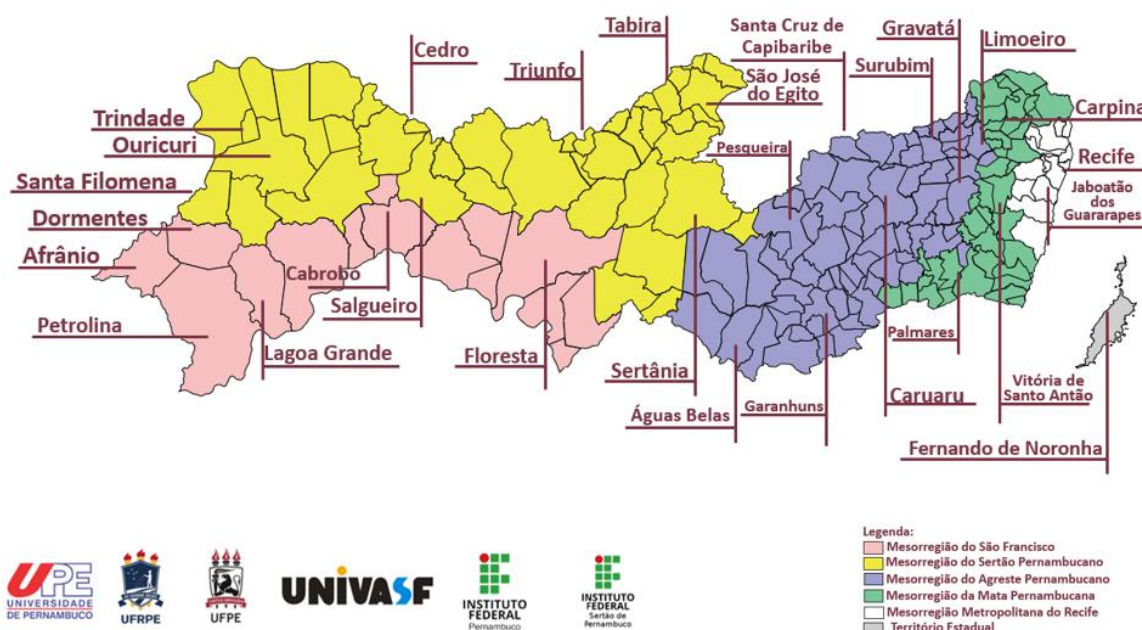 Tabira
Santa Cruz de
Capibaribe
Gravatá
Limoeiro
Cedro
Triunfo
São José
do Egito
Surubim
Trindade
Ouricuri
Carpina
Pesqueira
Recife
Santa Filomena
Jaboatão
dos
Guararapes
Dormentes
Afrânio
Cabrobo
Salgueiro
Petrolina
Lagoa Grande
Floresta
Sertânia
Palmares
Águas Belas
Garanhuns
Caruaru
Vitória de
Santo Antão
Fernando de Noronha
UPE
UNIVERSIDADE
DE PERNAMBUCO
UFRPE
UFPE
UNIVASF
INSTITUTO
FEDERAL
Pernambuco
INSTITUTO
FEDERAL
Sertão de
Pernambuco
Legenda:
Mesorregião do São Francisco
Mesorregião do Sertão Pernambucano
Mesorregião do Agreste Pernambucano
Mesorregião da Mata Pernambucana
Mesorregião Metropolitana do Recife
Território Estadual